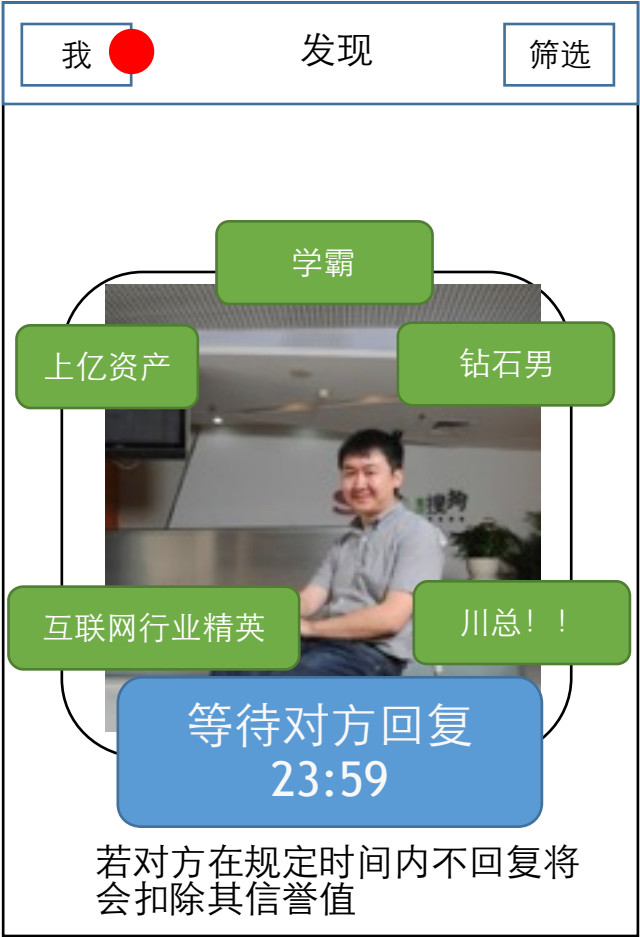 我
发现
筛选
学霸
上亿资产
钻石男
搜狗
互联网行业精英
川总！！
等待对方回复
23:59
若对方在规定时间内不回复将
会扣除其信誉值